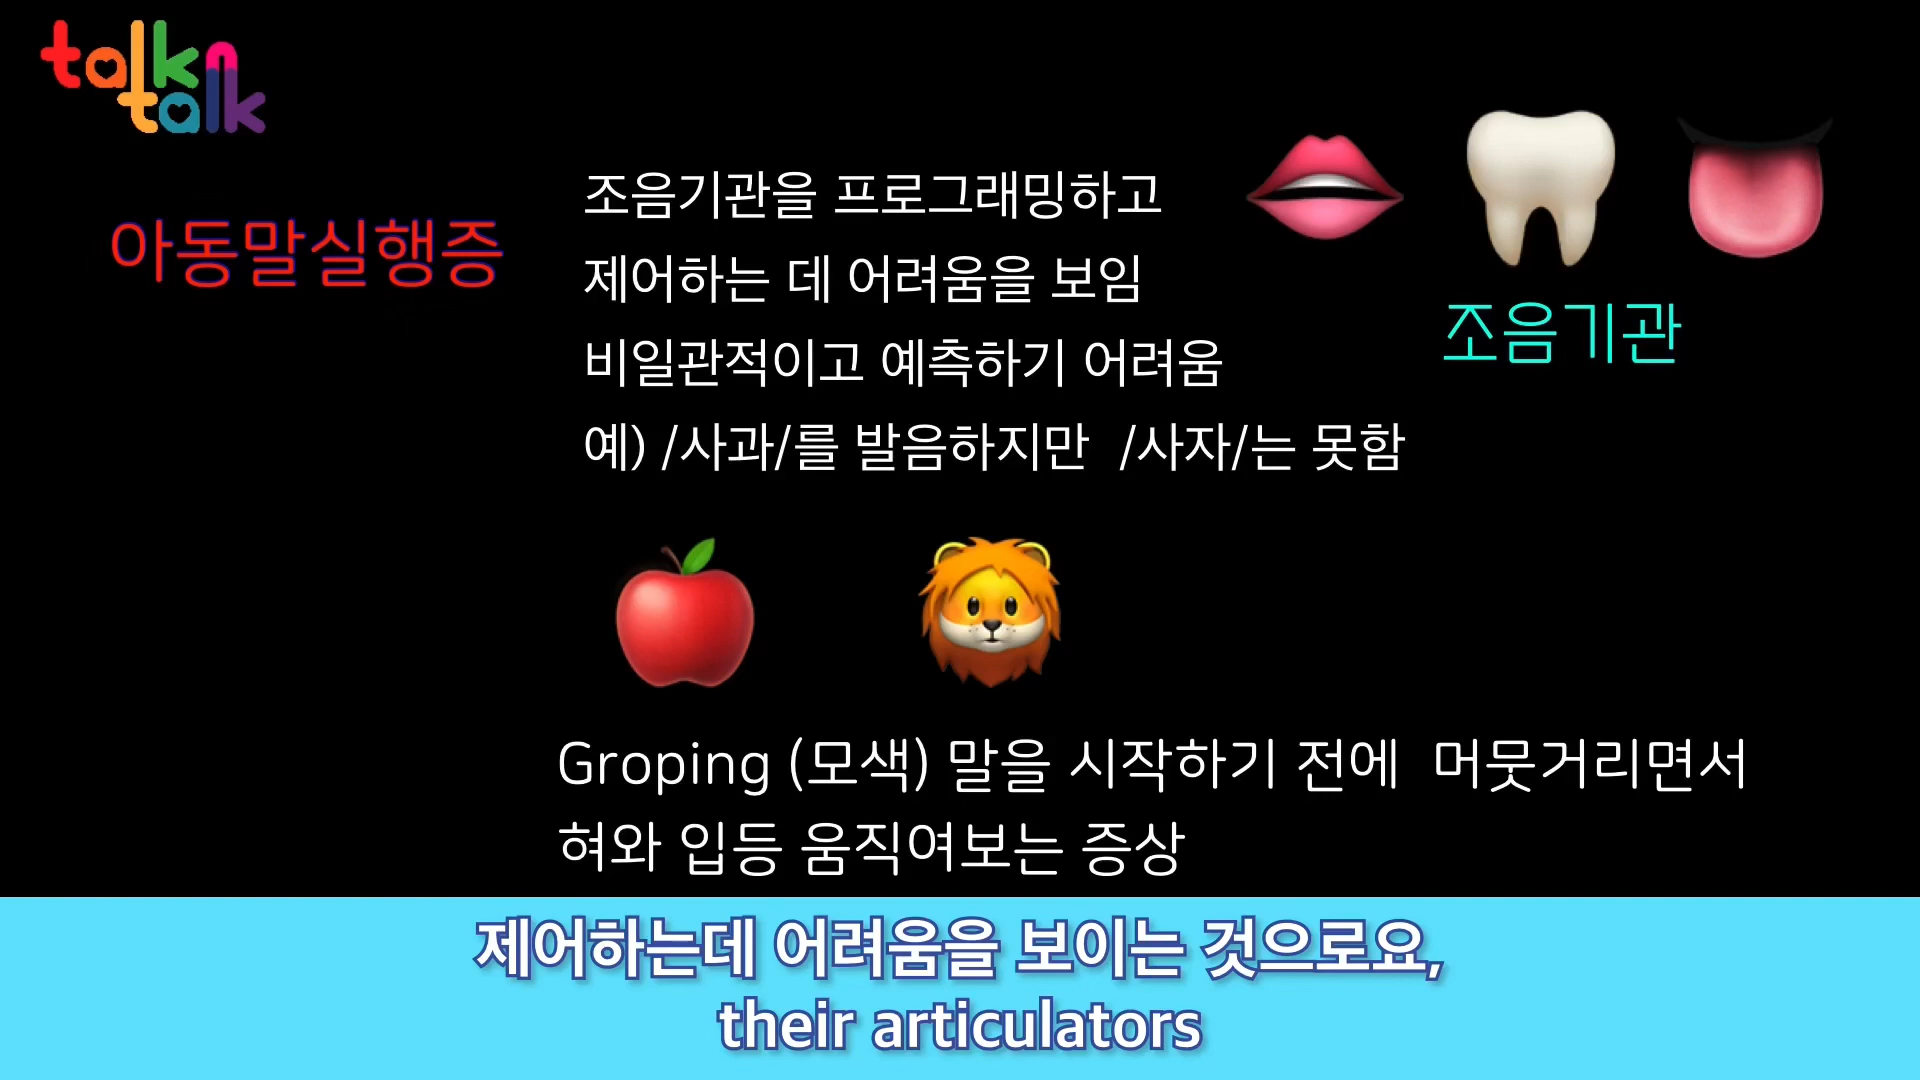 talkn
talk
아동말실행증
조음기관을 프로그래밍하고
제어하는 데 어려움을 보임
비일관적이고 예측하기 어려움
예) /사과/를 발음하지만 /사자/는 못함
조음기관
Groping (모색) 말을 시작하기 전에 머뭇거리면서
혀와 입등 움직여보는 증상
제어하는데 어려움을 보이는 것으로요,
their articulators